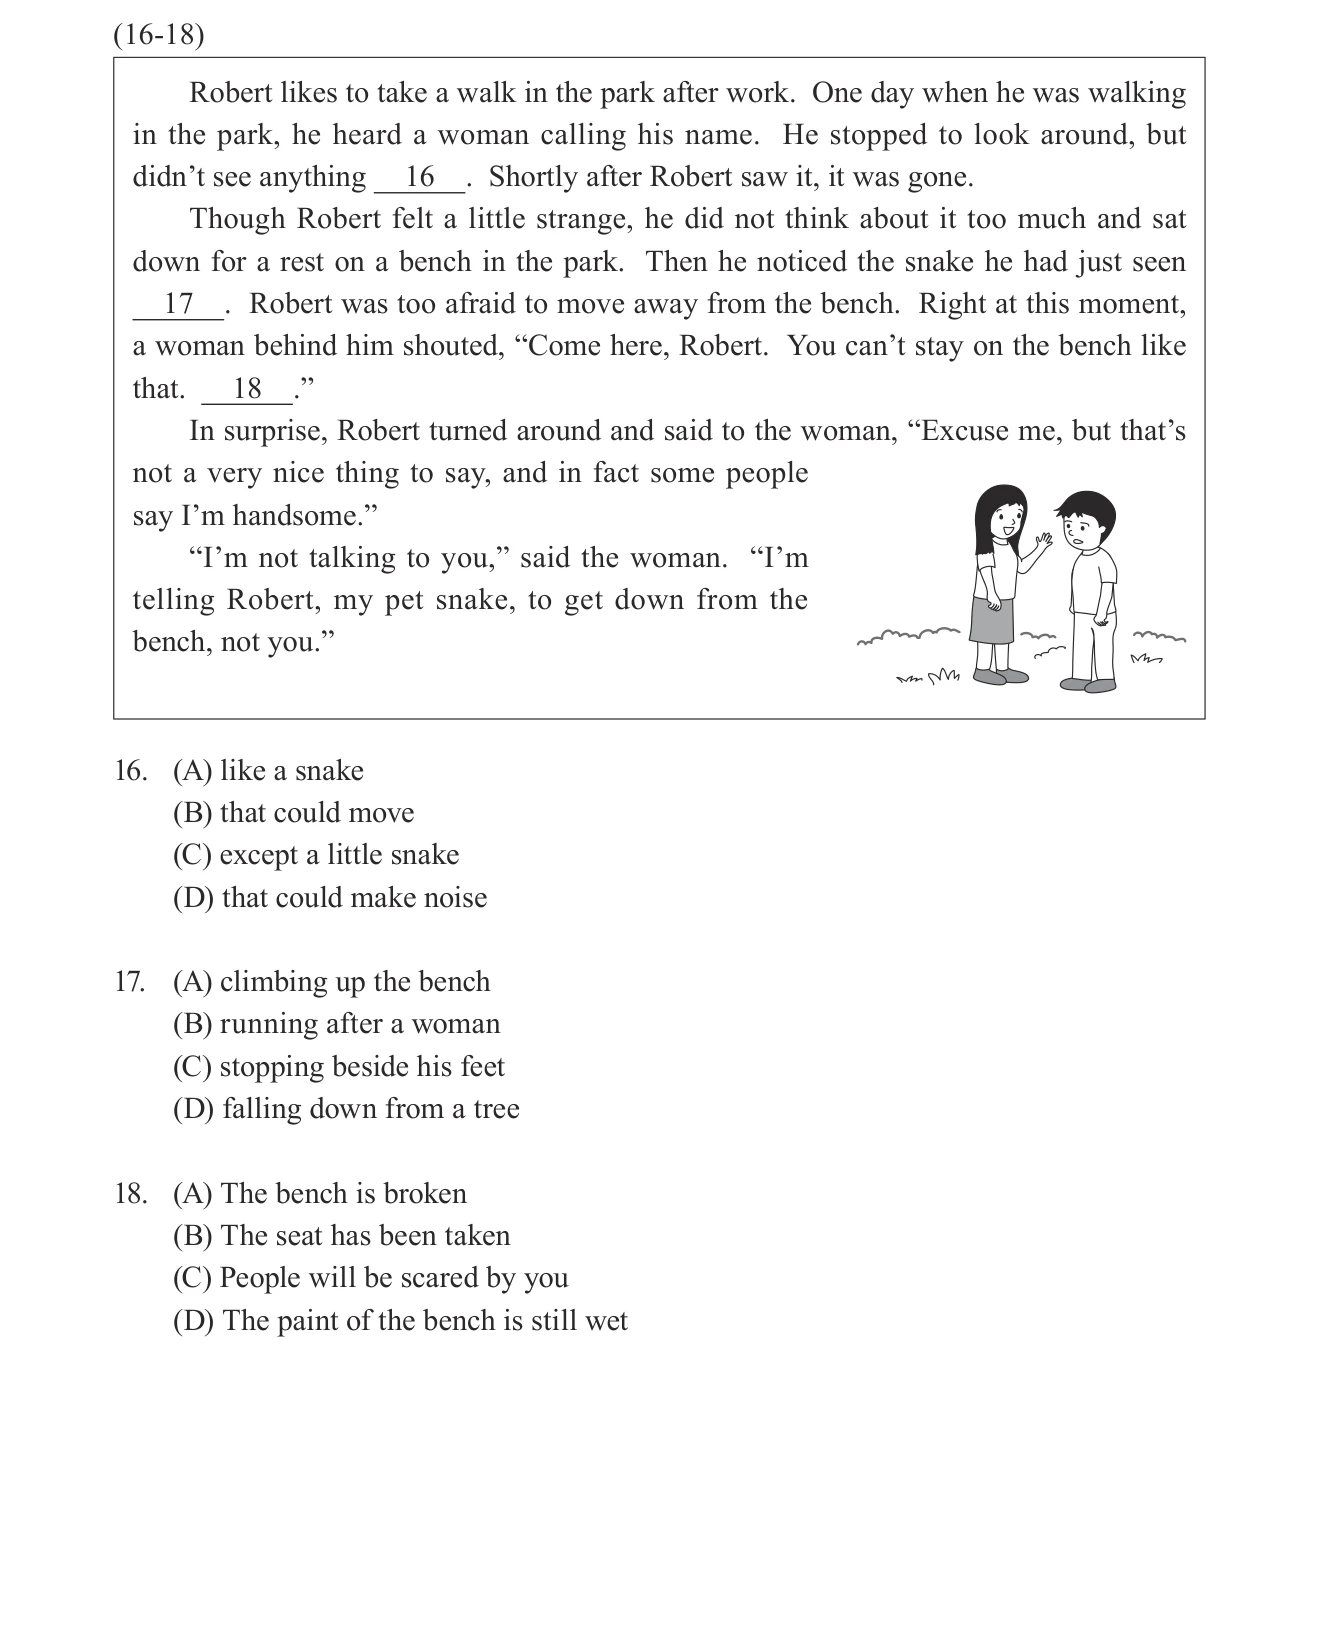 (16-18)
Robert likes to take a walk in the park after work. One day when he was walking
in the park, he heard a woman calling his name. He stopped to look around, but
didn’t see anything 16 . Shortly after Robert saw it, it was gone.
Though Robert felt a little strange, he did not think about it too much and sat
down for a rest on a bench in the park. Then he noticed the snake he had just seen
17 . Robert was too afraid to move away from the bench. Right at this moment,
a woman behind him shouted, “Come here, Robert. You can’t stay on the bench like
that. 18 .”
In surprise, Robert turned around and said to the woman, “Excuse me, but that’s
not a very nice thing to say, and in fact some people
say I’m handsome.”
“I’m not talking to you,” said the woman. “I’m
telling Robert, my pet snake, to get down from the
bench, not you.”
16. (A) like a snake
(B) that could move
(C) except a little snake
(D) that could make noise
17. (A) climbing up the bench
(B) running after a woman
(C) stopping beside his feet
(D) falling down from a tree
18. (A) The bench is broken
(B) The seat has been taken
(C) People will be scared by you
(D) The paint of the bench is still wet